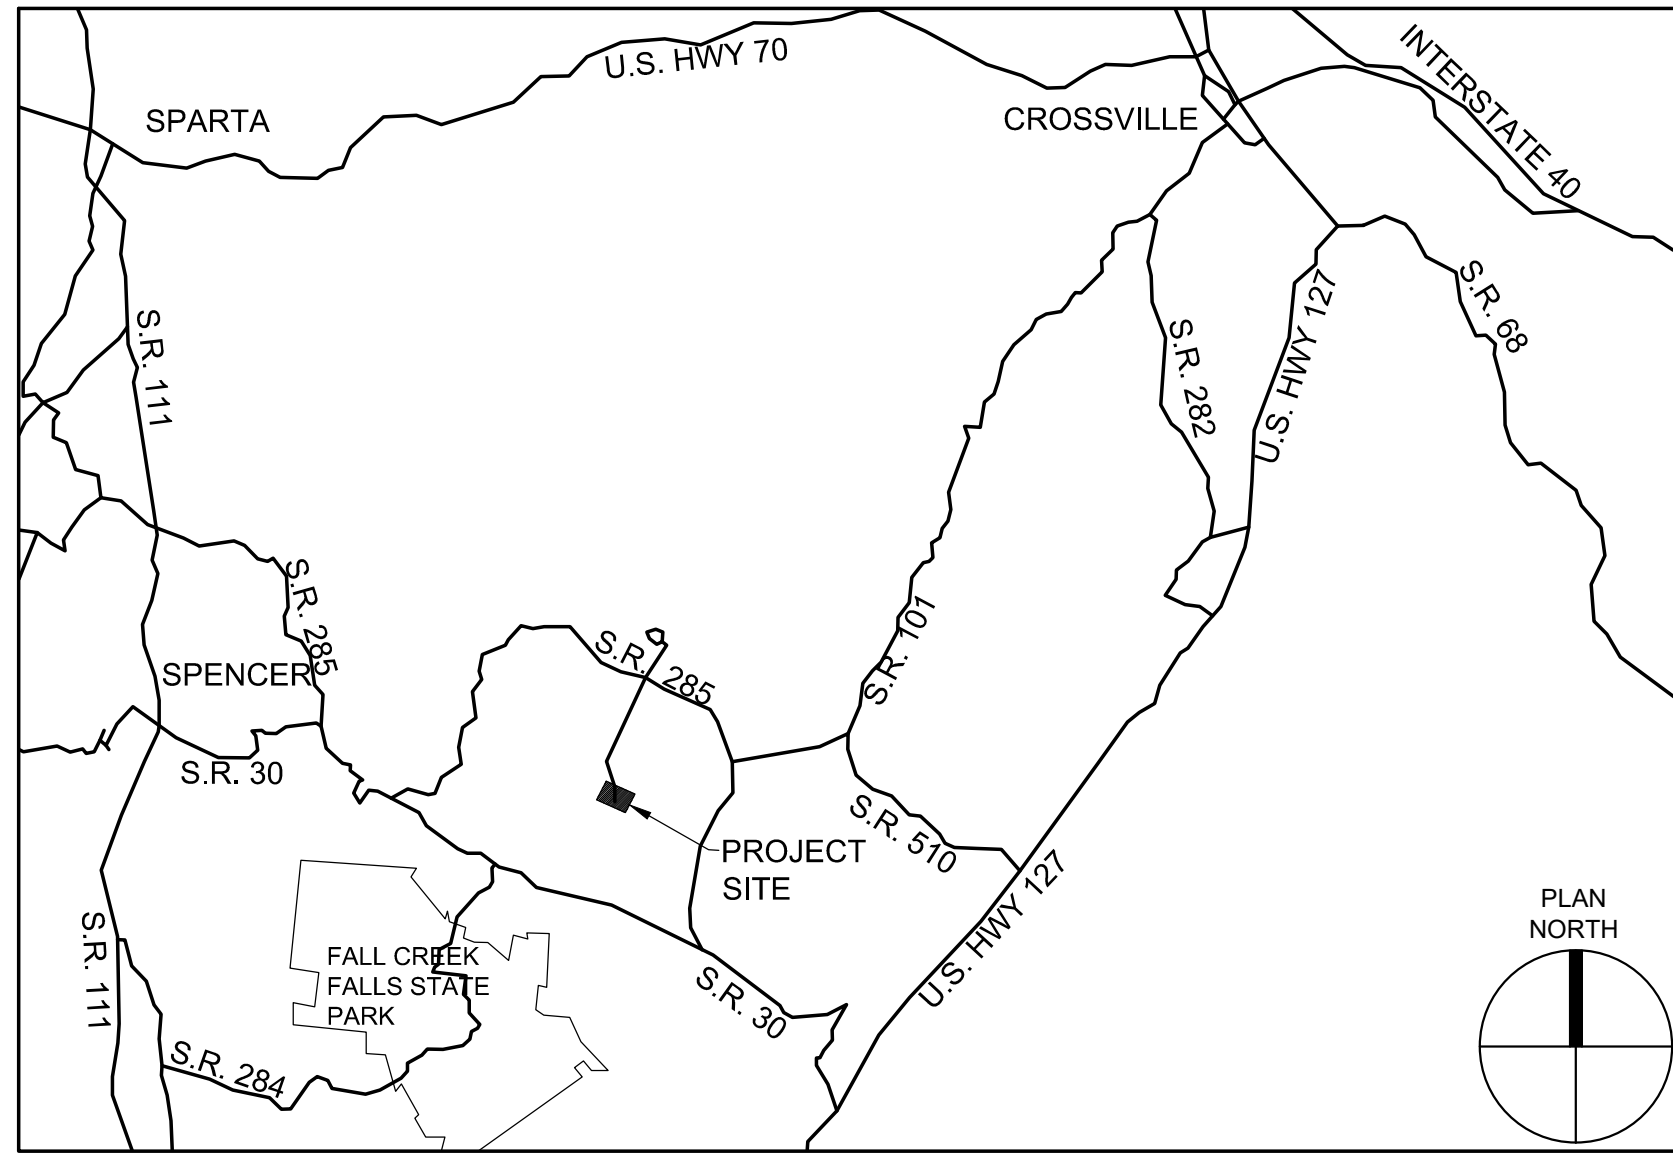 U.S. HWY 70
INTERSTATE 40
SPARTA
CROSSVILLE
S.R. 111
S.R. 282
U.S. HWY 127
S.R. 68
S.R. 285
SPENCER
S.R. 285
S.R. 101
S.R. 30
PROJECT
SITE
S.R. 510
U.S. HWY 127
S.R. 111
FALL CREEK
FALLS STATE
PARK
S.R. 30
S.R. 284
PLAN
NORTH